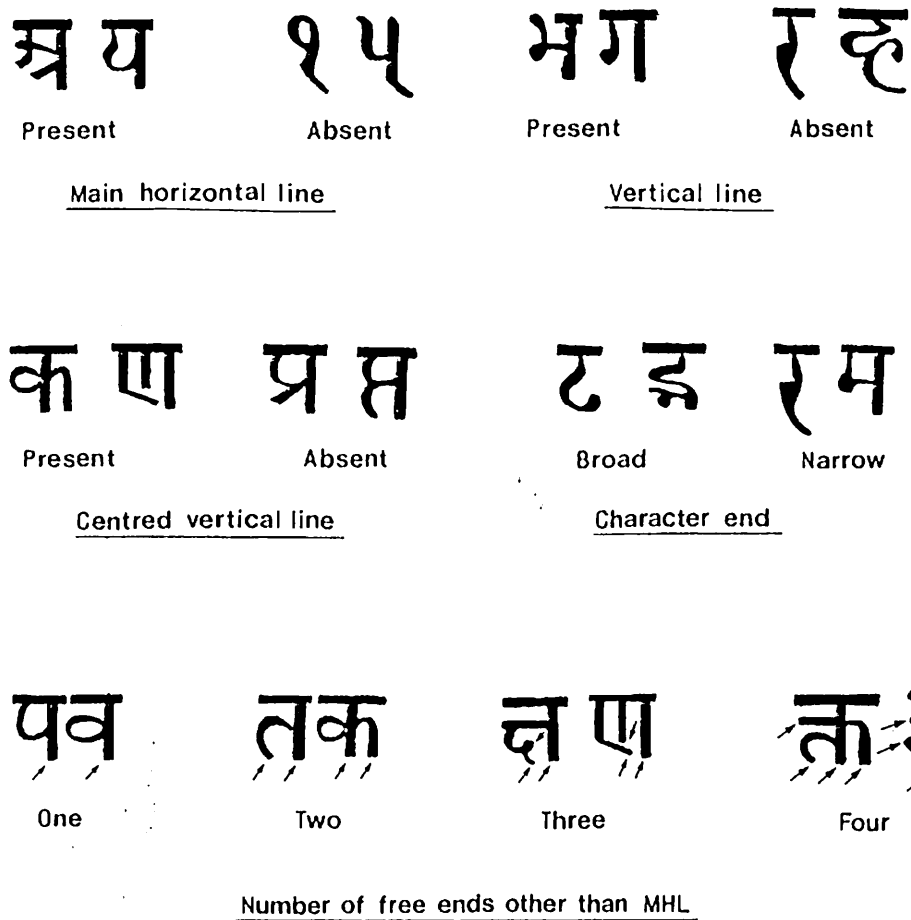 म्र य १ ५ भ ग र व्ह
Present Absent Present Absent
Main horizontal line Vertical line
क ण प्र प्त ट ड्ग र म
Present Absent Broad Narrow
Centred vertical line Character end
प व त क क्ष ण क्त
One Two Three Four
Number of free ends other than MHL